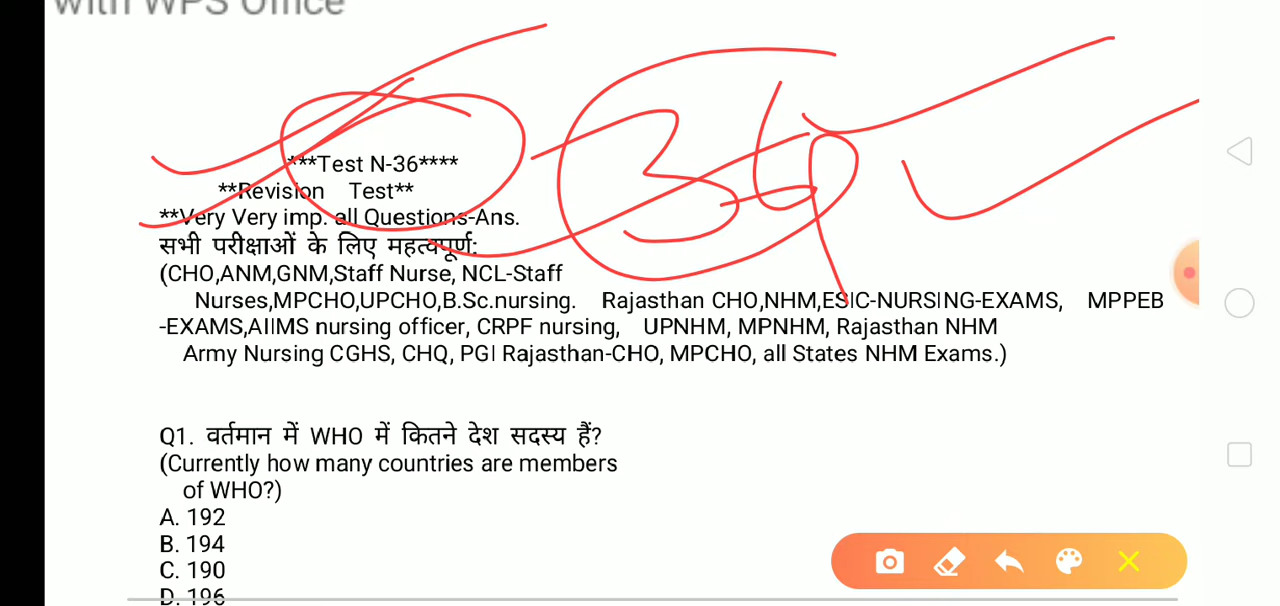 with WPS Office
***Test N-36****
**Revision Test**
**Very Very imp. all Questions-Ans.
सभी परीक्षाओं के लिए महत्वपूर्ण:
(CHO,ANM,GNM,Staff Nurse, NCL-Staff
Nurses,MPCHO,UPCHO,B.Sc.nursing. Rajasthan CHO,NHM,ESIC-NURSING-EXAMS, MPPEB
-EXAMS,AIIMS nursing officer, CRPF nursing, UPNHM, MPNHM, Rajasthan NHM
Army Nursing CGHS, CHQ, PGI Rajasthan-CHO, MPCHO, all States NHM Exams.)
Q1. वर्तमान में WHO में कितने देश सदस्य हैं?
(Currently how many countries are members
of WHO?)
A. 192
B. 194
C. 190
D. 196